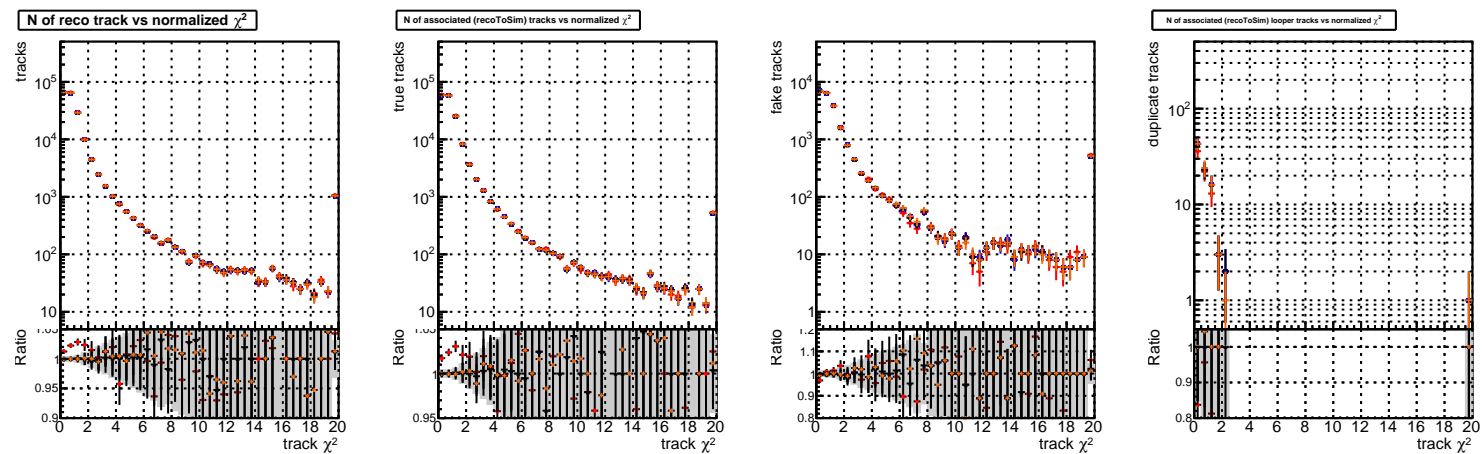 N of reco track vs normalized χ²
tracks
10⁵
10⁴
10³
10²
10
Ratio
1.05
1
0.95
0.9
0 2 4 6 8 10 12 14 16 18 20
track χ²
N of associated (recoToSim) tracks vs normalized χ²
true tracks
10⁵
10⁴
10³
10²
10
Ratio
1.05
1
0.95
0 2 4 6 8 10 12 14 16 18 20
track χ²
fake tracks
10⁴
10³
10²
10
1
Ratio
1.2
1.1
1
0.9
0.8
0 2 4 6 8 10 12 14 16 18 20
track χ²
N of associated (recoToSim) looper tracks vs normalized χ²
duplicate tracks
10²
10
1
Ratio
1
0.9
0.8
0 2 4 6 8 10 12 14 16 18 20
track χ²